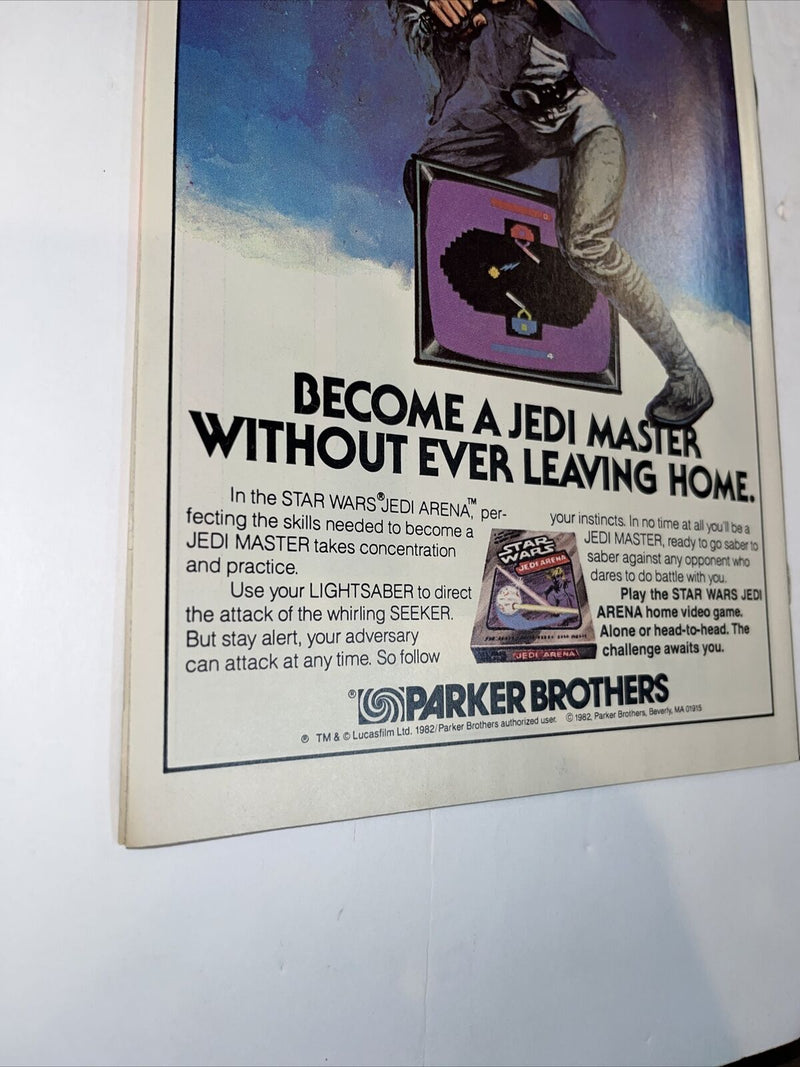 BECOME A JEDI MASTER
WITHOUT EVER LEAVING HOME.
In the STAR WARS® JEDI ARENA,™ per-
fecting the skills needed to become a
JEDI MASTER takes concentration
and practice.
Use your LIGHTSABER to direct
the attack of the whirling SEEKER.
But stay alert, your adversary
can attack at any time. So follow
your instincts. In no time at all you'll be a
JEDI MASTER, ready to go saber to
saber against any opponent who
dares to do battle with you.
Play the STAR WARS JEDI
ARENA home video game.
Alone or head-to-head. The
challenge awaits you.
STAR
WARS
JEDI ARENA
JEDI ARENA
® PARKER BROTHERS
® TM & © Lucasfilm Ltd. 1982/Parker Brothers authorized user. © 1982, Parker Brothers, Beverly, MA 01915